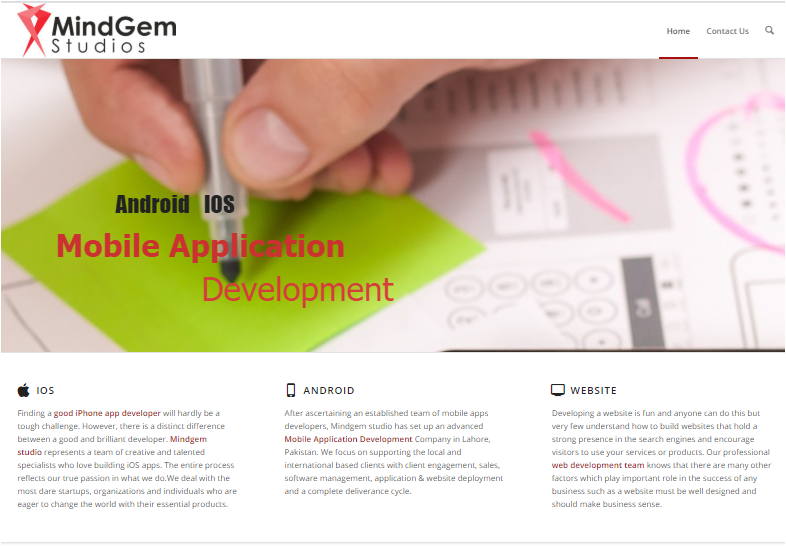 MindGem
Studios
Home
Contact Us
Android IOS
Mobile Application
Development
IOS
Finding a good iPhone app developer will hardly be a
tough challenge. However, there is a distinct difference
between a good and brilliant developer. Mindgem
studio represents a team of creative and talented
specialists who love building iOS apps. The entire process
reflects our true passion in what we do.We deal with the
most dare startups, organizations and individuals who are
eager to change the world with their essential products.
ANDROID
After ascertaining an established team of mobile apps
developers, Mindgem studio has set up an advanced
Mobile Application Development Company in Lahore,
Pakistan. We focus on supporting the local and
international based clients with client engagement, sales,
software management, application & website deployment
and a complete deliverance cycle.
WEBSITE
Developing a website is fun and anyone can do this but
very few understand how to build websites that hold a
strong presence in the search engines and encourage
visitors to use your services or products. Our professional
web development team knows that there are many other
factors which play important role in the success of any
business such as a website must be well designed and
should make business sense.